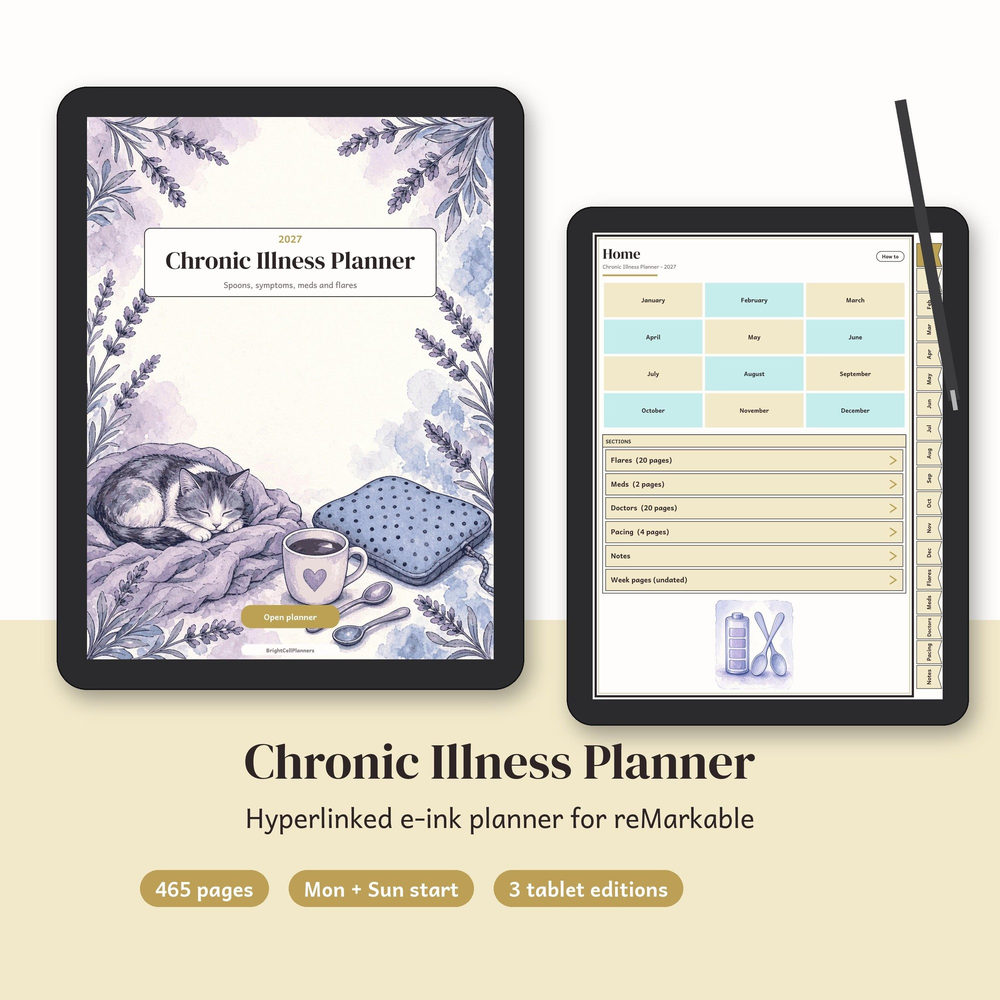 2027
Chronic Illness Planner
Spoons, symptoms, meds and flares
Open planner
BrightCellPlanners
Home
Chronic Illness Planner - 2027
How to
January
February
March
April
May
June
July
August
September
October
November
December
SECTIONS
Flares (20 pages)
Meds (2 pages)
Doctors (20 pages)
Pacing (4 pages)
Notes
Week pages (undated)
Feb
Mar
Apr
May
Jun
Jul
Aug
Sep
Oct
Nov
Dec
Flares
Meds
Doctors
Pacing
Notes
Chronic Illness Planner
Hyperlinked e-ink planner for reMarkable
465 pages
Mon + Sun start
3 tablet editions